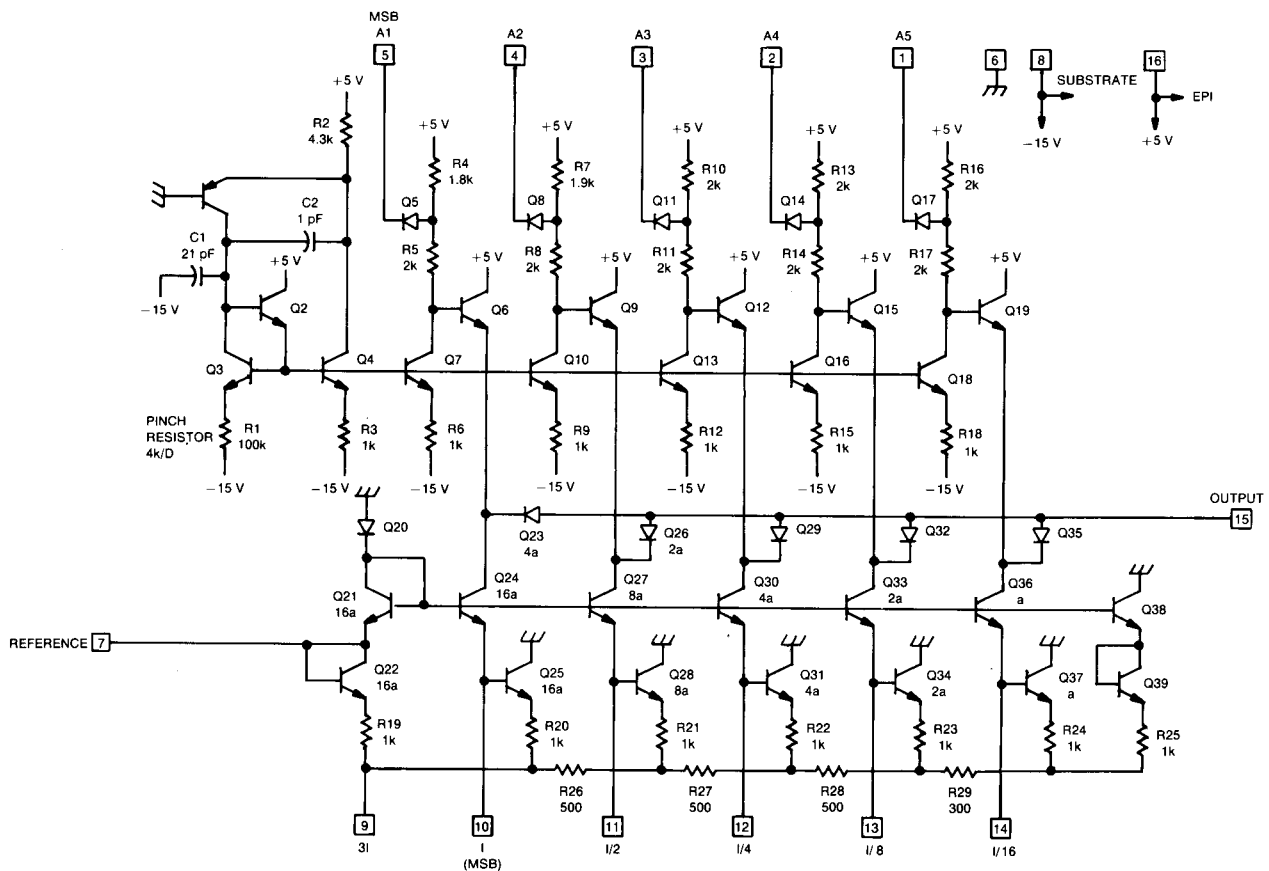 MSB
A1
5
A2
4
A3
3
A4
2
A5
1
6
8
SUBSTRATE
−15 V
16
EPI
+5 V
+5 V
R2
4.3k
C2
1 pF
C1
21 pF
−15 V
+5 V
Q2
Q3
Q4
PINCH
RESISTOR
4k/D
R1
100k
−15 V
R3
1k
−15 V
+5 V
R4
1.8k
Q5
R5
2k
+5 V
Q6
Q7
R6
1k
−15 V
+5 V
R7
1.9k
Q8
R8
2k
+5 V
Q9
Q10
R9
1k
−15 V
+5 V
R10
2k
Q11
R11
2k
+5 V
Q12
Q13
R12
1k
−15 V
+5 V
R13
2k
Q14
R14
2k
+5 V
Q15
Q16
R15
1k
−15 V
+5 V
R16
2k
Q17
R17
2k
+5 V
Q19
Q18
R18
1k
−15 V
OUTPUT
15
Q20
Q23
4a
Q26
2a
Q29
Q32
Q35
Q21
16a
Q24
16a
Q27
8a
Q30
4a
Q33
2a
Q36
a
Q38
REFERENCE 7
Q22
16a
Q25
16a
Q28
8a
Q31
4a
Q34
2a
Q37
a
Q39
R19
1k
R20
1k
R21
1k
R22
1k
R23
1k
R24
1k
R25
1k
R26
500
R27
500
R28
500
R29
300
9
3I
10
I
(MSB)
11
I/2
12
I/4
13
I/ 8
14
I/16